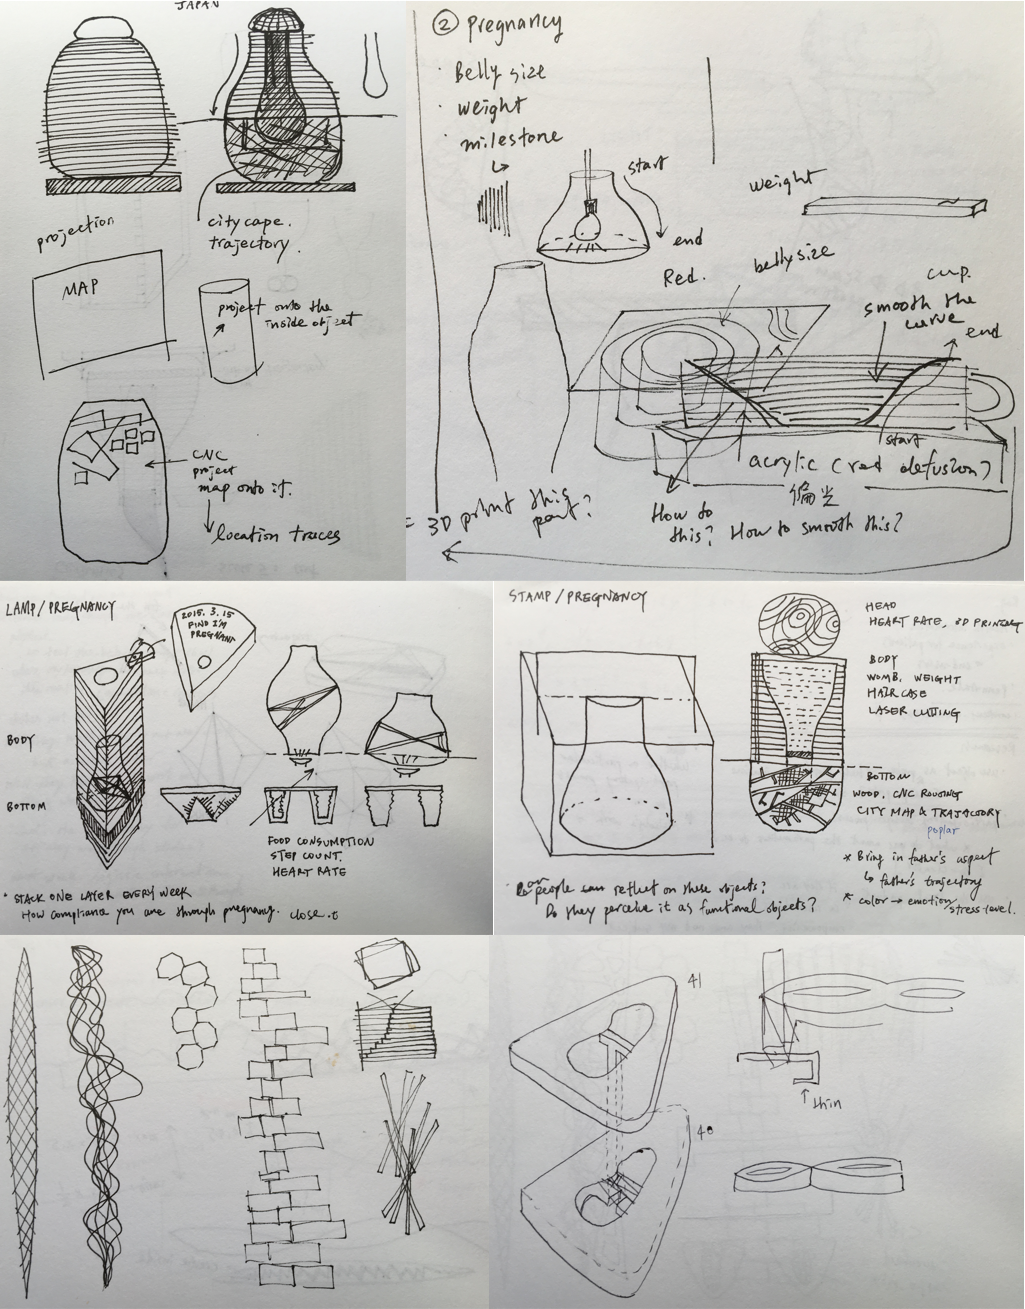 JAPAN
city cape.
trajectory.
projection
MAP
project onto the
inside object
CNC
project
map onto it.
location traces
② pregnancy
· Belly size
· weight
· milestone
start
end
weight
Red.
belly size
cup.
smooth the
curve
end
start
acrylic (red defusion)
偏光
3D print this
part?
How to
this? How to smooth this?
LAMP/PREGNANCY
2015.3.15
FIND I'M
PREGNANT
BODY
BOTTOM
FOOD CONSUMPTION
STEP COUNT.
HEART RATE
* STACK ONE LAYER EVERY WEEK
How compliance you are through pregnancy. close.t
STAMP/PREGNANCY
HEAD
HEART RATE, 3D PRINTING
BODY
WOMB, WEIGHT
LASER CUTTING
BOTTOM
WOOD, CNC ROUTING
CITY MAP & TRAJACTORY
poplar
* Bring in father's aspect
↳ father's trajectory
* color → emotion/stress level.
people can reflect on these objects?
Do they perceive it as functional objects?
41
40
thin